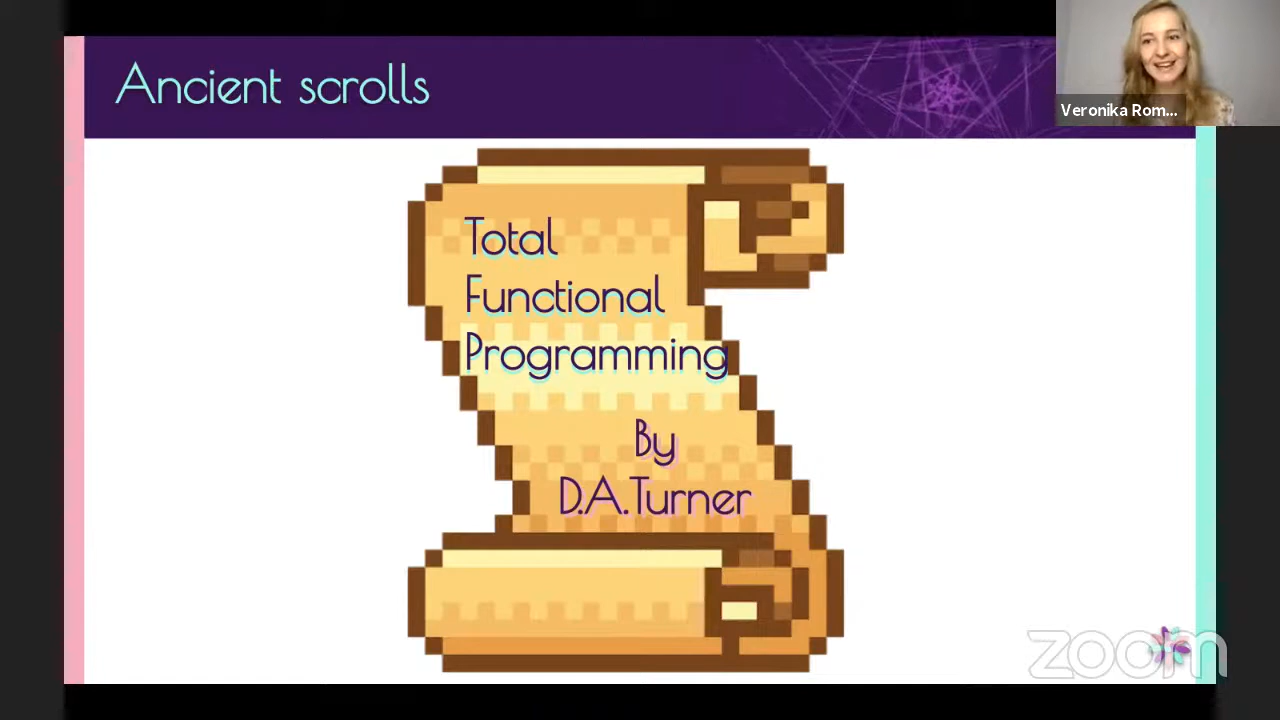 Ancient scrolls
Veronika Rom...
Total
Functional
Programming
By
D.A.Turner
zoom